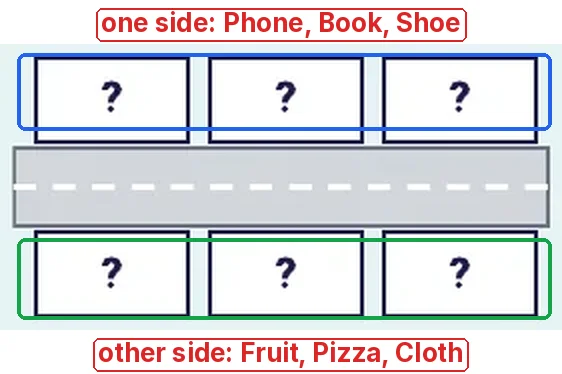 one side: Phone, Book, Shoe
? ? ?
? ? ?
other side: Fruit, Pizza, Cloth